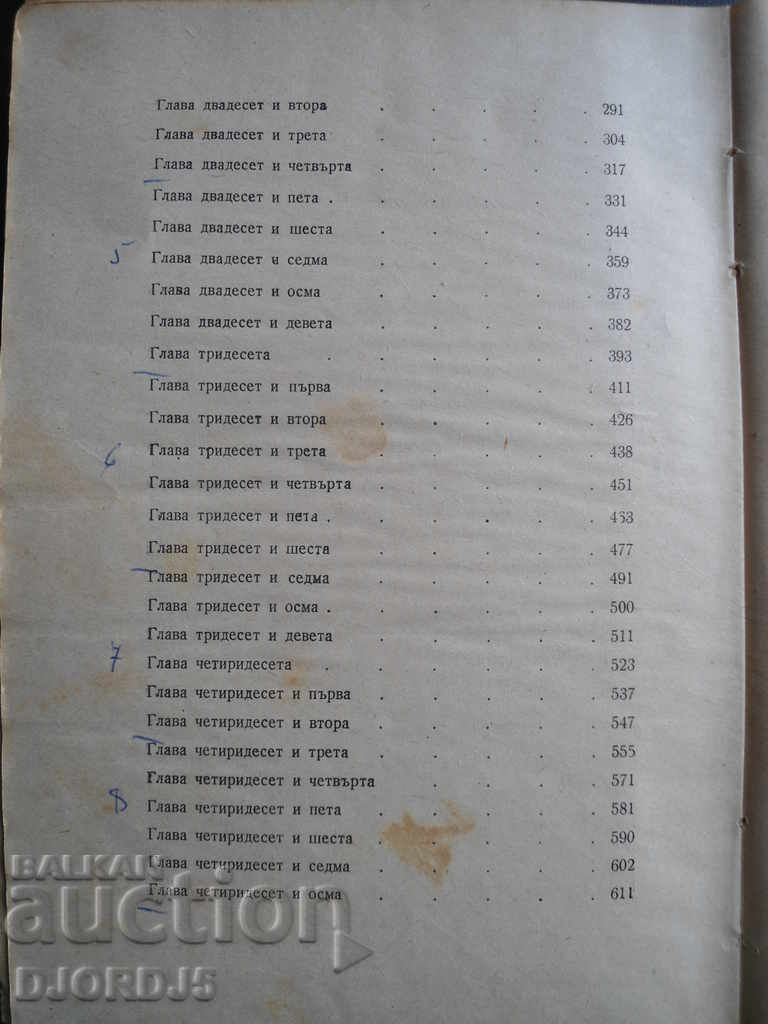 Глава двадесет и втора . . . . . 291
Глава двадесет и трета . . . . . 304
Глава двадесет и четвърта . . . . . 317
Глава двадесет и пета . . . . . . 331
Глава двадесет и шеста . . . . . 344
5 Глава двадесет и седма . . . . . 359
Глава двадесет и осма . . . . . 373
Глава двадесет и девета . . . . . 382
Глава тридесета . . . . . . 393
Глава тридесет и първа . . . . . 411
Глава тридесет и втора . . . . . 426
6 Глава тридесет и трета . . . . . 438
Глава тридесет и четвърта . . . . . 451
Глава тридесет и пета . . . . . . 463
Глава тридесет и шеста . . . . . 477
Глава тридесет и седма . . . . . 491
Глава тридесет и осма . . . . . . 500
Глава тридесет и девета . . . . . 511
7 Глава четиридесета . . . . . . 523
Глава четиридесет и първа . . . . . 537
Глава четиридесет и втора . . . . . 547
Глава четиридесет и трета . . . . . 555
Глава четиридесет и четвърта . . . . 571
8 Глава четиридесет и пета . . . . . 581
Глава четиридесет и шеста . . . . . 590
Глава четиридесет и седма . . . . . 602
Глава четиридесет и осма . . . . . 611
BALKAN
auction
DJORDJ5